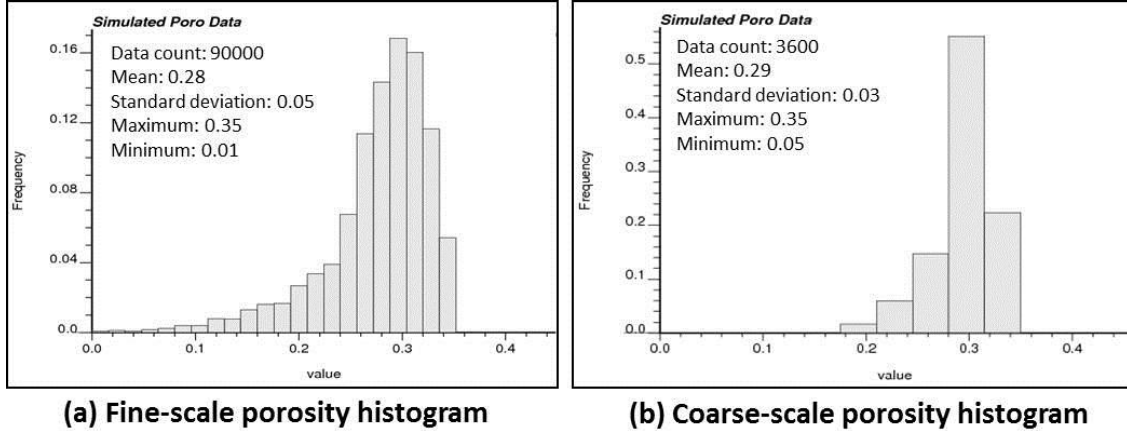 Simulated Poro Data
Data count: 90000
Mean: 0.28
Standard deviation: 0.05
Maximum: 0.35
Minimum: 0.01
0.16
0.12
0.08
0.04
0.0
Frequency
0.0 0.1 0.2 0.3 0.4
value
(a) Fine-scale porosity histogram
Simulated Poro Data
Data count: 3600
Mean: 0.29
Standard deviation: 0.03
Maximum: 0.35
Minimum: 0.05
0.5
0.4
0.3
0.2
0.1
0.0
Frequency
0.0 0.1 0.2 0.3 0.4
value
(b) Coarse-scale porosity histogram